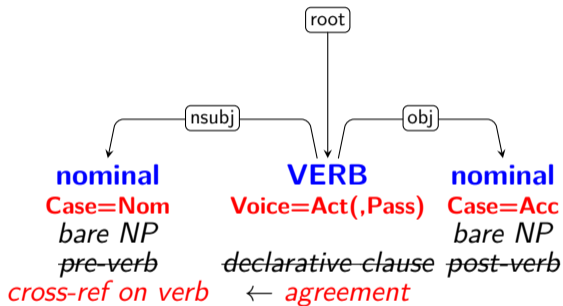 root
nsubj obj
nominal VERB nominal
Case=Nom Voice=Act(,Pass) Case=Acc
bare NP bare NP
pre-verb declarative clause post-verb
cross-ref on verb ← agreement